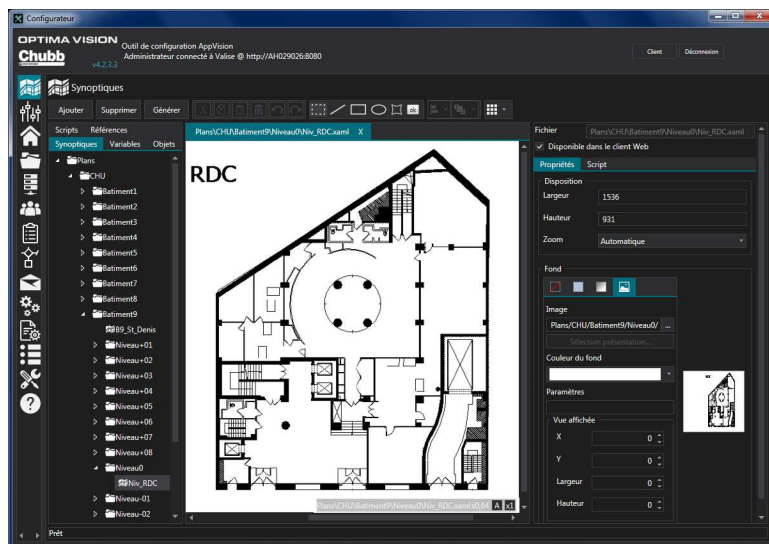 Configurateur
OPTIMA VISION
Chubb
v4.2.3.3
Outil de configuration AppVision
Administrateur connecté à Valise @ http://AH029026:8080
Client
Déconnexion
Synoptiques
Ajouter
Supprimer
Générer
ok
Scripts
Références
Synoptiques
Variables
Objets
Plans
CHU
Batiment1
Batiment2
Batiment3
Batiment4
Batiment5
Batiment6
Batiment7
Batiment8
Batiment9
B9_St_Denis
Niveau+01
Niveau+02
Niveau+03
Niveau+04
Niveau+05
Niveau+06
Niveau+07
Niveau+08
Niveau0
Niv_RDC
Niveau-01
Niveau-02
Plans\CHU\Batiment9\Niveau0\Niv_RDC.xaml X
RDC
Plans\CHU\Batiment9\Niveau0\Niv_RDC.xaml x0,64 A x1
Fichier
Plans\CHU\Batiment9\Niveau0\Niv_RDC.xaml
Disponible dans le client Web
Propriétés
Script
Disposition
Largeur
1536
Hauteur
931
Zoom
Automatique
Fond
Image
Plans/CHU/Batiment9/Niveau0/
...
Sélection présentation...
Couleur du fond
Paramètres
RDC
Vue affichée
X
0
Y
0
Largeur
0
Hauteur
0
Prêt